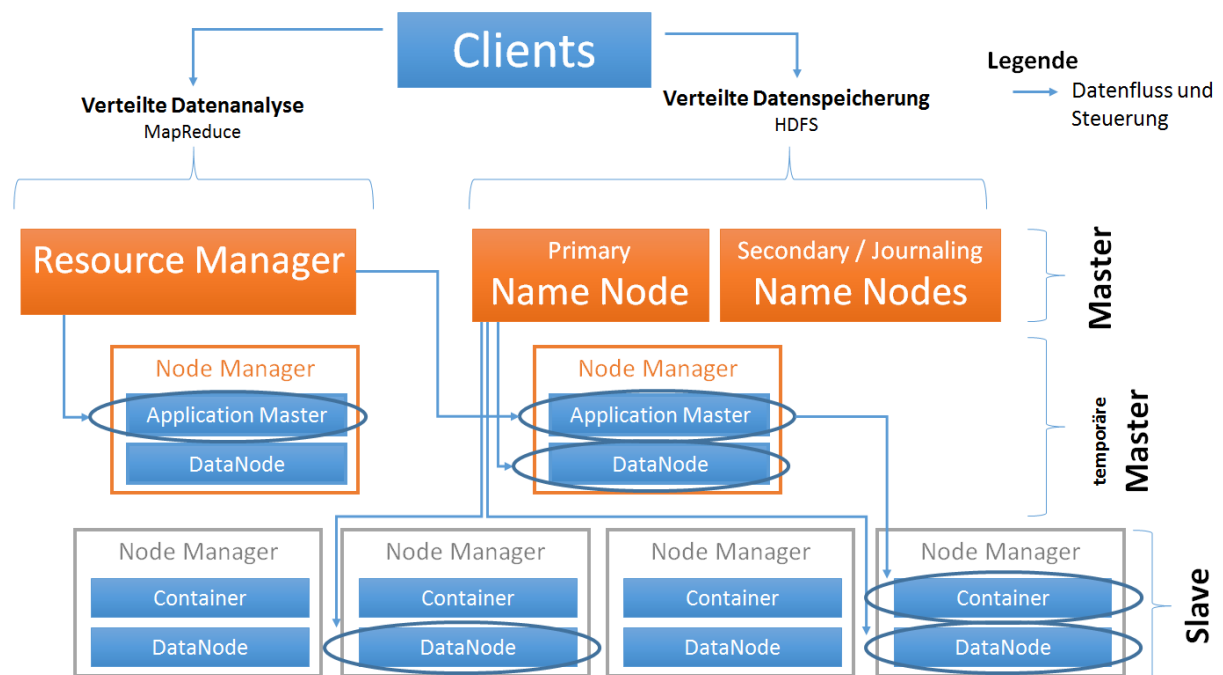 Clients
Legende
Datenfluss und
Steuerung
Verteilte Datenanalyse
MapReduce
Verteilte Datenspeicherung
HDFS
Resource Manager
Primary
Name Node
Secondary / Journaling
Name Nodes
Master
Node Manager
Application Master
DataNode
Node Manager
Application Master
DataNode
temporäre
Master
Node Manager
Container
DataNode
Node Manager
Container
DataNode
Node Manager
Container
DataNode
Node Manager
Container
DataNode
Slave